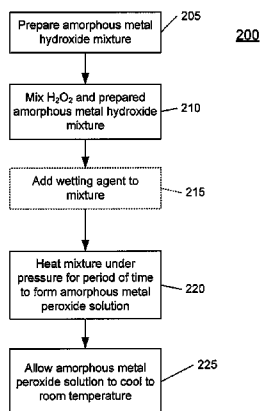 Prepare amorphous metal
hydroxide mixture
205
200
Mix H₂O₂ and prepared
amorphous metal hydroxide
mixture
210
Add wetting agent to
mixture
215
Heat mixture under
pressure for period of time
to form amorphous metal
peroxide solution
220
Allow amorphous metal
peroxide solution to cool to
room temperature
225